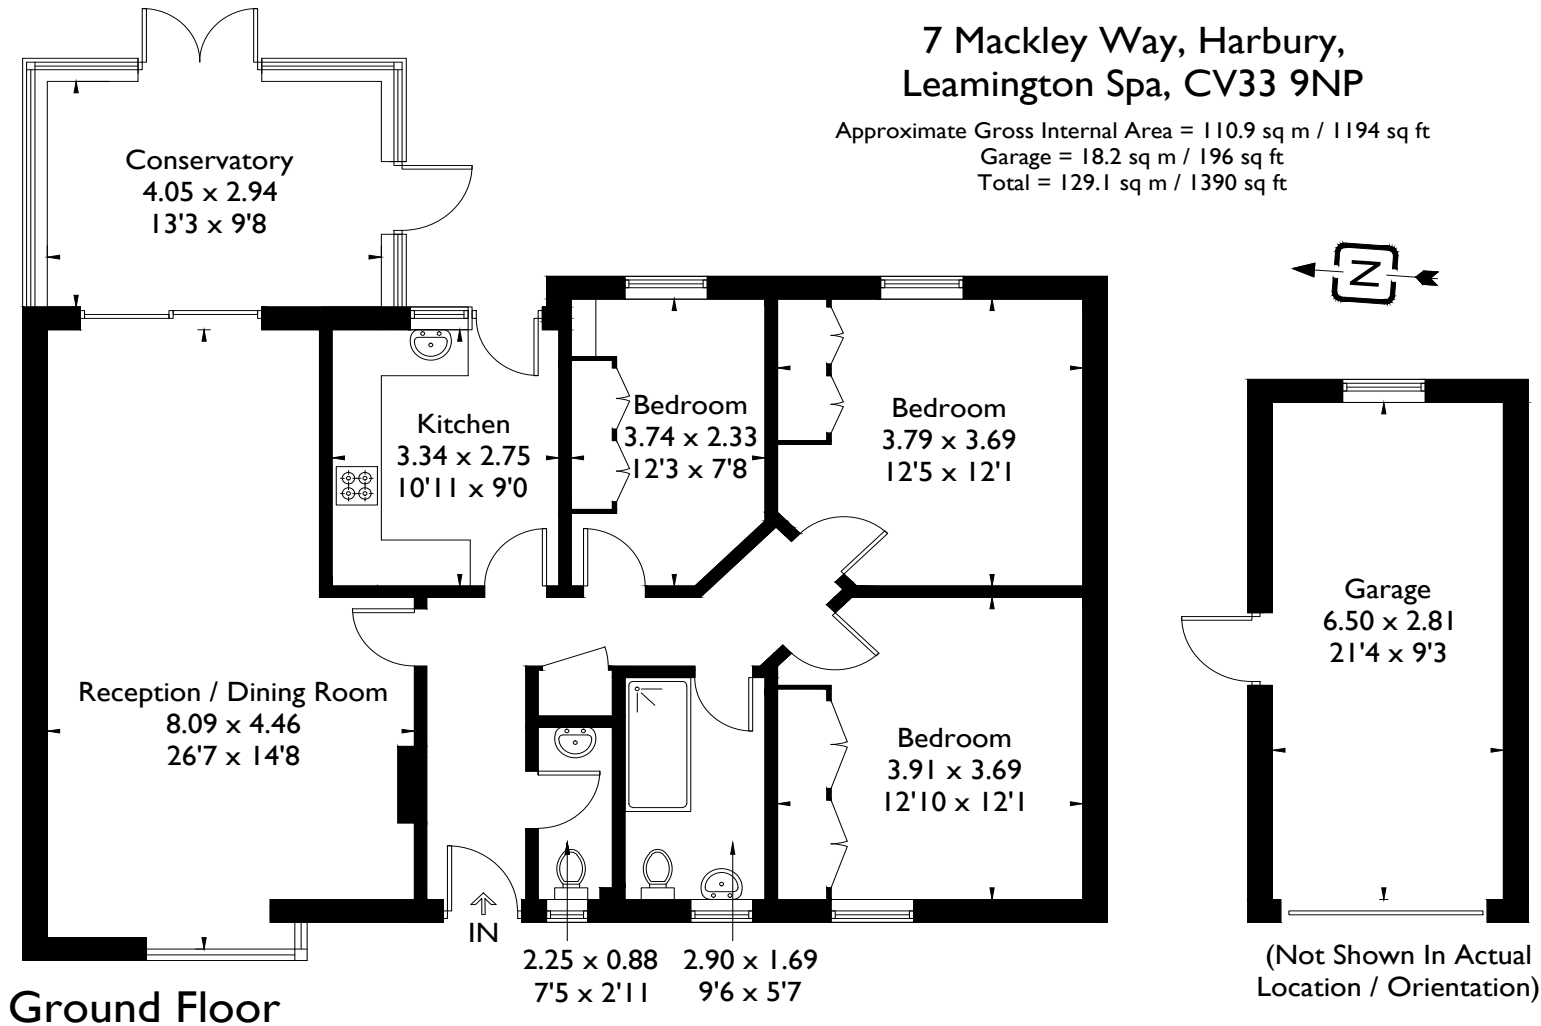 7 Mackley Way, Harbury,
Leamington Spa, CV33 9NP
Approximate Gross Internal Area = 110.9 sq m / 1194 sq ft
Garage = 18.2 sq m / 196 sq ft
Total = 129.1 sq m / 1390 sq ft
Conservatory
4.05 x 2.94
13'3 x 9'8
N
Kitchen
3.34 x 2.75
10'11 x 9'0
Bedroom
3.74 x 2.33
12'3 x 7'8
Bedroom
3.79 x 3.69
12'5 x 12'1
Garage
6.50 x 2.81
21'4 x 9'3
Reception / Dining Room
8.09 x 4.46
26'7 x 14'8
Bedroom
3.91 x 3.69
12'10 x 12'1
IN
2.25 x 0.88
7'5 x 2'11
2.90 x 1.69
9'6 x 5'7
(Not Shown In Actual
Location / Orientation)
Ground Floor